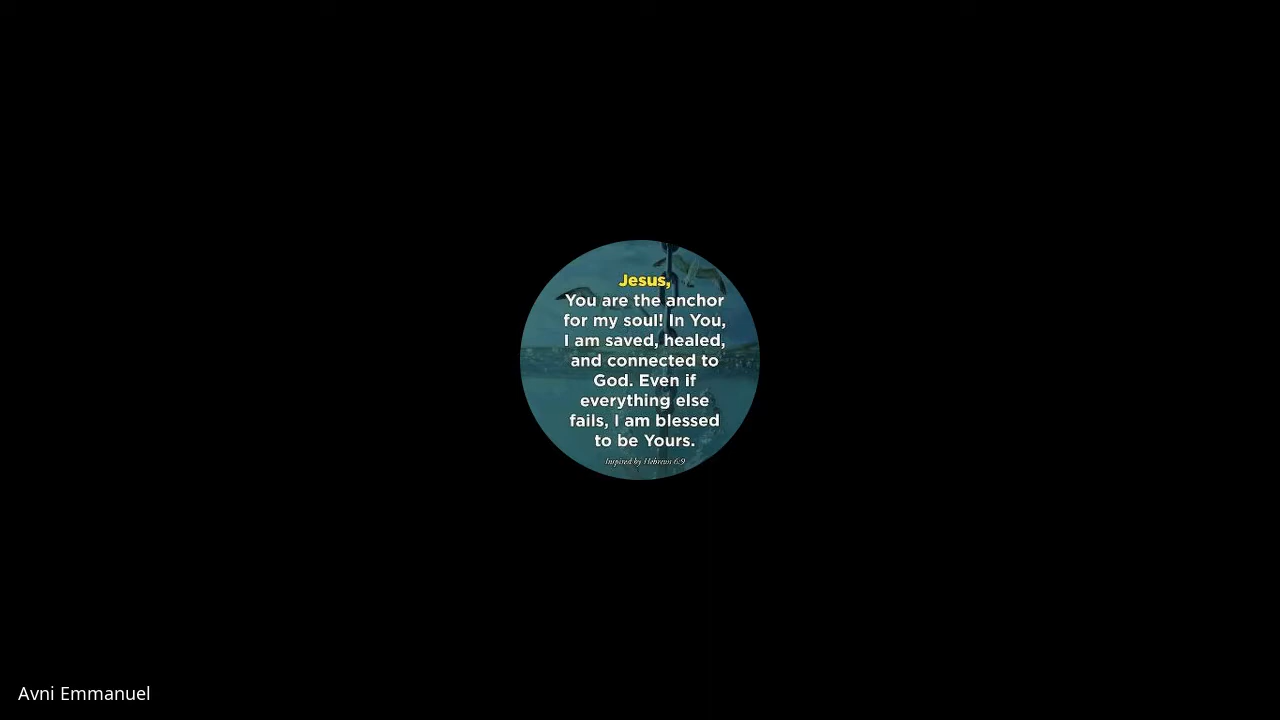 Jesus,
You are the anchor
for my soul! In You,
I am saved, healed,
and connected to
God. Even if
everything else
fails, I am blessed
to be Yours.
Inspired by Hebrews 6:9
Avni Emmanuel